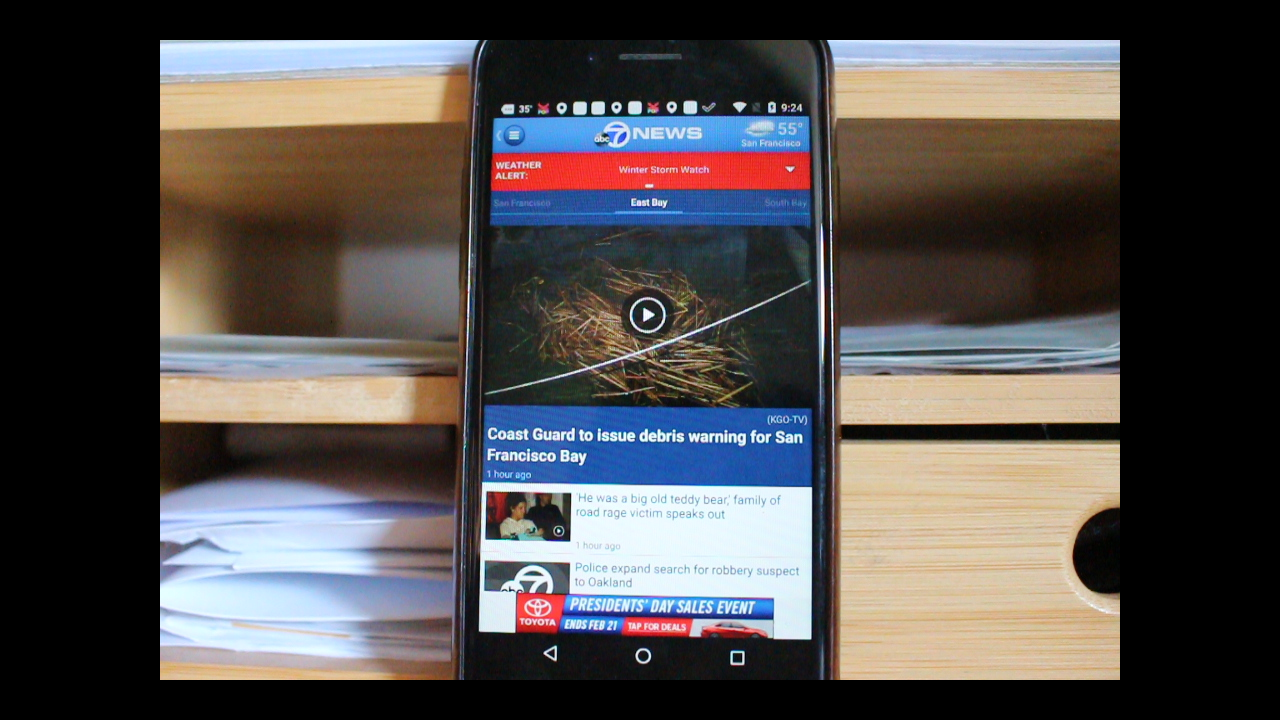 35°
9:24
abc 7 NEWS
55°
San Francisco
WEATHER
ALERT:
Winter Storm Watch
San Francisco
East Bay
South Bay
(KGO-TV)
Coast Guard to issue debris warning for San
Francisco Bay
1 hour ago
'He was a big old teddy bear,' family of
road rage victim speaks out
1 hour ago
Police expand search for robbery suspect
to Oakland
abc 7
TOYOTA
PRESIDENTS' DAY SALES EVENT
ENDS FEB 21
TAP FOR DEALS